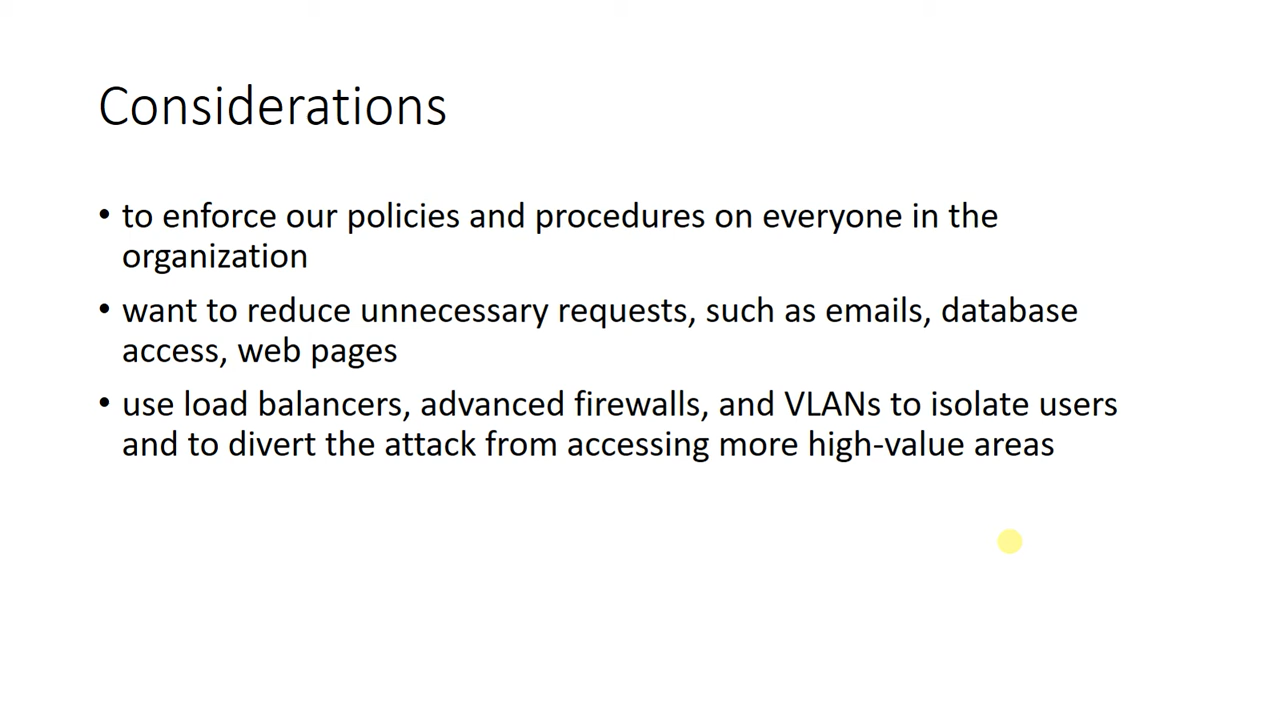 Considerations
• to enforce our policies and procedures on everyone in the
organization
• want to reduce unnecessary requests, such as emails, database
access, web pages
• use load balancers, advanced firewalls, and VLANs to isolate users
and to divert the attack from accessing more high-value areas